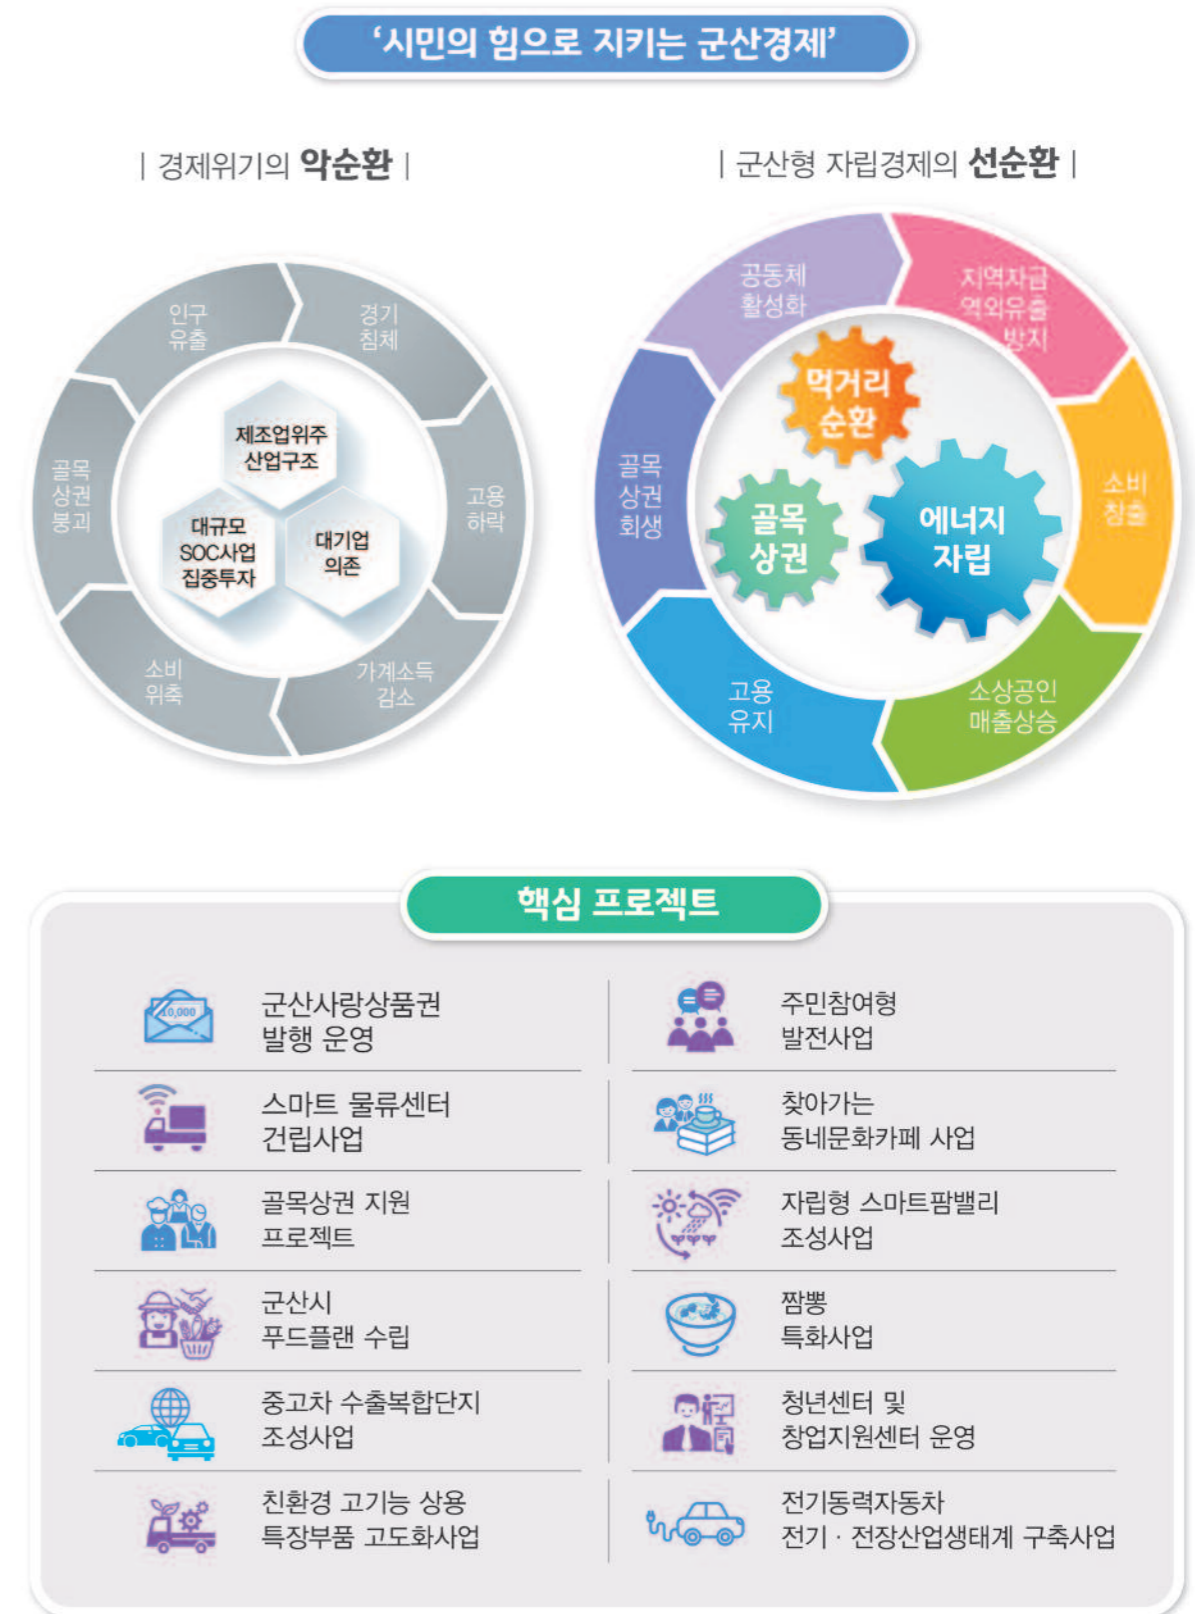 ‘시민의 힘으로 지키는 군산경제’
| 경제위기의 악순환 |
인구
유출
경기
침체
고용
하락
가계소득
감소
소비
위축
골목
상권
붕괴
제조업위주
산업구조
대규모
SOC사업
집중투자
대기업
의존
| 군산형 자립경제의 선순환 |
공동체
활성화
지역자금
역외유출
방지
소비
창출
소상공인
매출상승
고용
유지
골목
상권
회생
먹거리
순환
골목
상권
에너지
자립
핵심 프로젝트
10,000
군산사랑상품권
발행 운영
주민참여형
발전사업
스마트 물류센터
건립사업
찾아가는
동네문화카페 사업
골목상권 지원
프로젝트
자립형 스마트팜밸리
조성사업
군산시
푸드플랜 수립
짬뽕
특화사업
중고차 수출복합단지
조성사업
청년센터 및
창업지원센터 운영
친환경 고기능 상용
특장부품 고도화사업
전기동력자동차
전기 · 전장산업생태계 구축사업